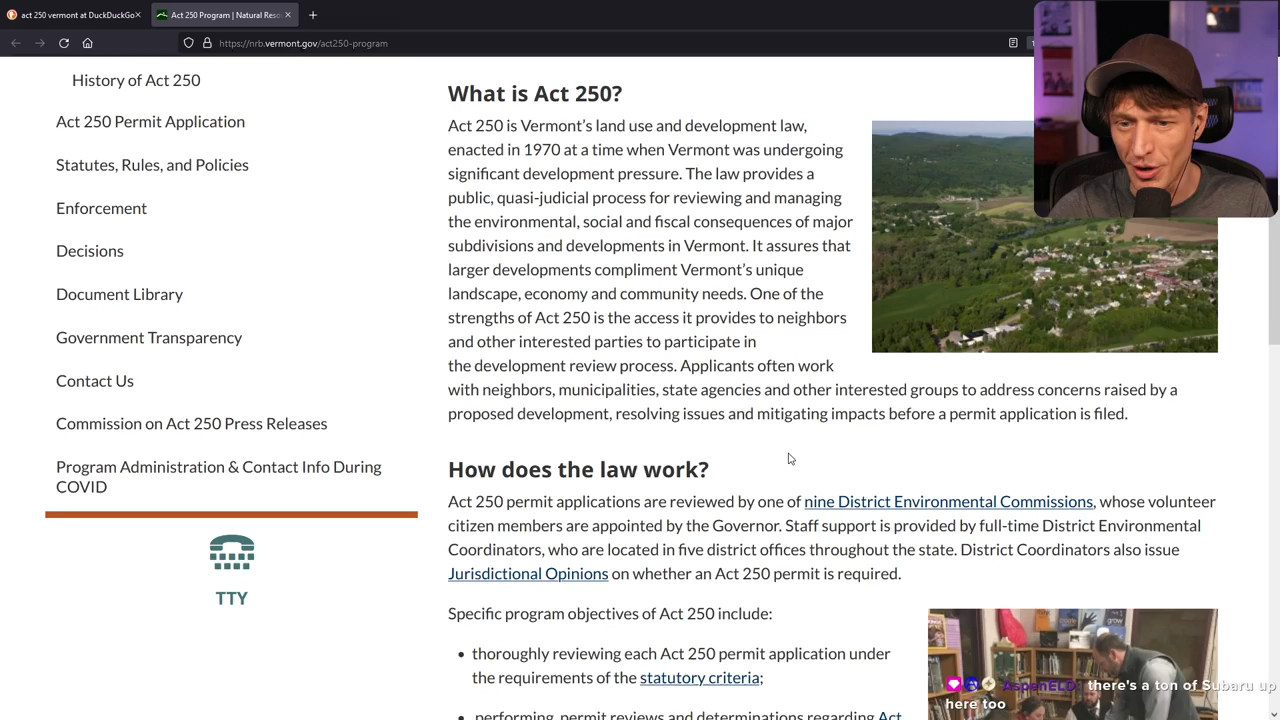 act 250 vermont at DuckDuckGo
Act 250 Program | Natural Reso
https://nrb.vermont.gov/act250-program
History of Act 250
Act 250 Permit Application
Statutes, Rules, and Policies
Enforcement
Decisions
Document Library
Government Transparency
Contact Us
Commission on Act 250 Press Releases
Program Administration & Contact Info During
COVID
TTY
What is Act 250?
Act 250 is Vermont’s land use and development law,
enacted in 1970 at a time when Vermont was undergoing
significant development pressure. The law provides a
public, quasi-judicial process for reviewing and managing
the environmental, social and fiscal consequences of major
subdivisions and developments in Vermont. It assures that
larger developments compliment Vermont’s unique
landscape, economy and community needs. One of the
strengths of Act 250 is the access it provides to neighbors
and other interested parties to participate in
the development review process. Applicants often work
with neighbors, municipalities, state agencies and other interested groups to address concerns raised by a
proposed development, resolving issues and mitigating impacts before a permit application is filed.
How does the law work?
Act 250 permit applications are reviewed by one of nine District Environmental Commissions, whose volunteer
citizen members are appointed by the Governor. Staff support is provided by full-time District Environmental
Coordinators, who are located in five district offices throughout the state. District Coordinators also issue
Jurisdictional Opinions on whether an Act 250 permit is required.
Specific program objectives of Act 250 include:
• thoroughly reviewing each Act 250 permit application under
the requirements of the statutory criteria;
• performing permit reviews and determinations regarding Act
grow
AspenELD: there's a ton of Subaru up
here too